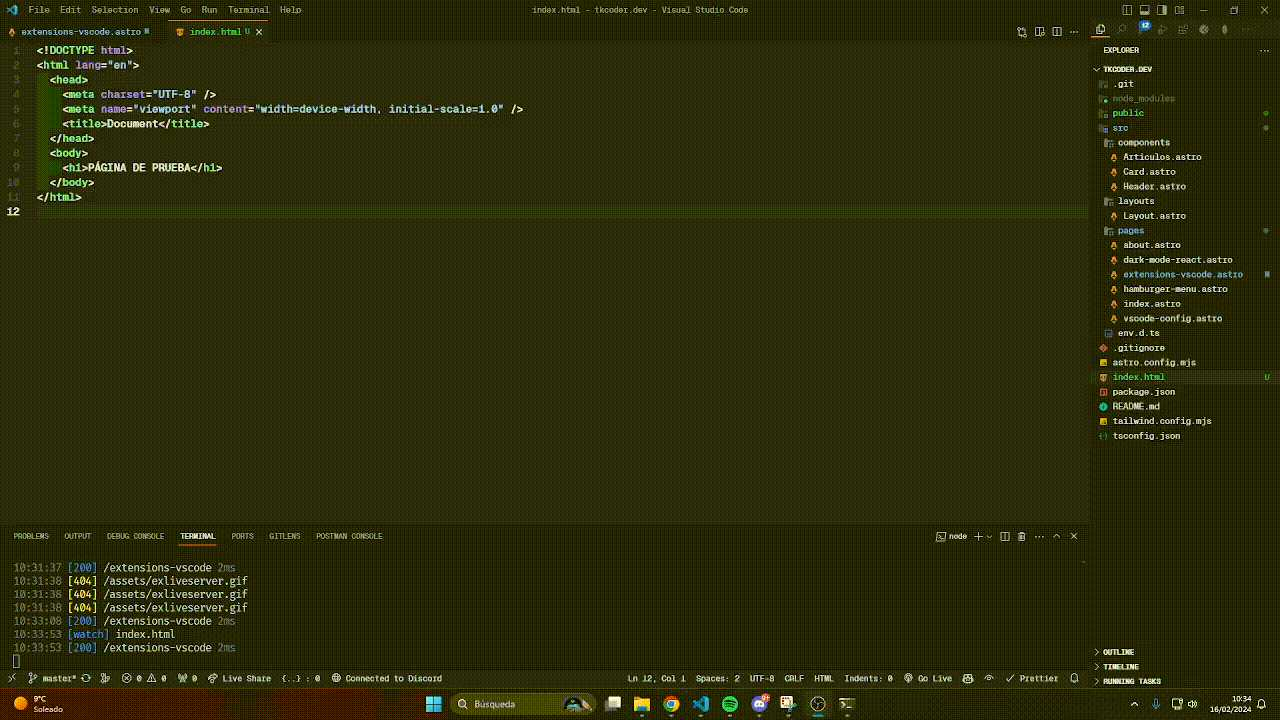 File Edit Selection View Go Run Terminal Help
index.html - tkcoder.dev - Visual Studio Code
extensions-vscode.astro M
index.html U
1 <!DOCTYPE html>
2 <html lang="en">
3 <head>
4 <meta charset="UTF-8" />
5 <meta name="viewport" content="width=device-width, initial-scale=1.0" />
6 <title>Document</title>
7 </head>
8 <body>
9 <h1>PÁGINA DE PRUEBA</h1>
10 </body>
11 </html>
12
12
EXPLORER
TKCODER.DEV
.git
node_modules
public
src
components
Articulos.astro
Card.astro
Header.astro
layouts
Layout.astro
pages
about.astro
dark-mode-react.astro
extensions-vscode.astro M
hamburger-menu.astro
index.astro
vscode-config.astro
env.d.ts
.gitignore
astro.config.mjs
index.html U
package.json
README.md
tailwind.config.mjs
tsconfig.json
OUTLINE
TIMELINE
RUNNING TASKS
PROBLEMS OUTPUT DEBUG CONSOLE TERMINAL PORTS GITLENS POSTMAN CONSOLE
node
10:31:37 [200] /extensions-vscode 2ms
10:31:38 [404] /assets/exliveserver.gif
10:31:38 [404] /assets/exliveserver.gif
10:31:38 [404] /assets/exliveserver.gif
10:33:08 [200] /extensions-vscode 2ms
10:33:53 [watch] index.html
10:33:53 [200] /extensions-vscode 2ms
master* 0 0 0 Live Share {..} : 0 Connected to Discord
Ln 12, Col 1 Spaces: 2 UTF-8 CRLF HTML Indents: 0 Go Live Prettier
9°C
Soleado
Búsqueda
10:34
16/02/2024